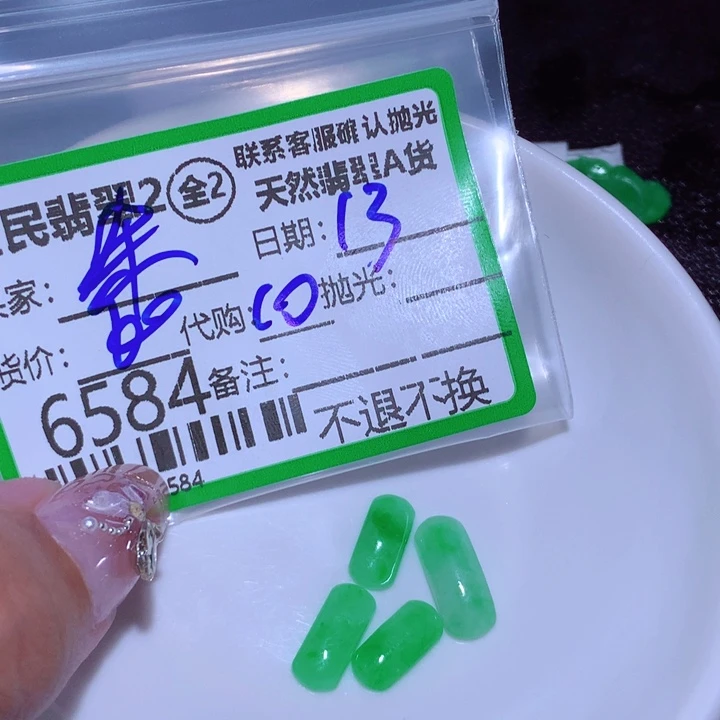 联系客服确认抛光
民翡翠2 全2 天然翡翠A货
家: 日期: 13
代购: 10 抛光:
货价: 60
6584 备注:
不退不换
584